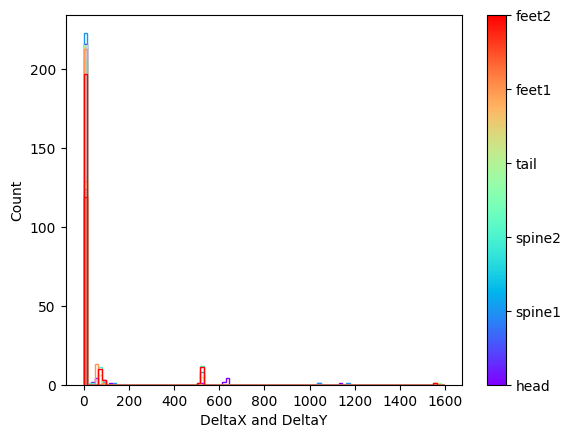 200
150
100
50
0
0 200 400 600 800 1000 1200 1400 1600
Count
DeltaX and DeltaY
feet2
feet1
tail
spine2
spine1
head